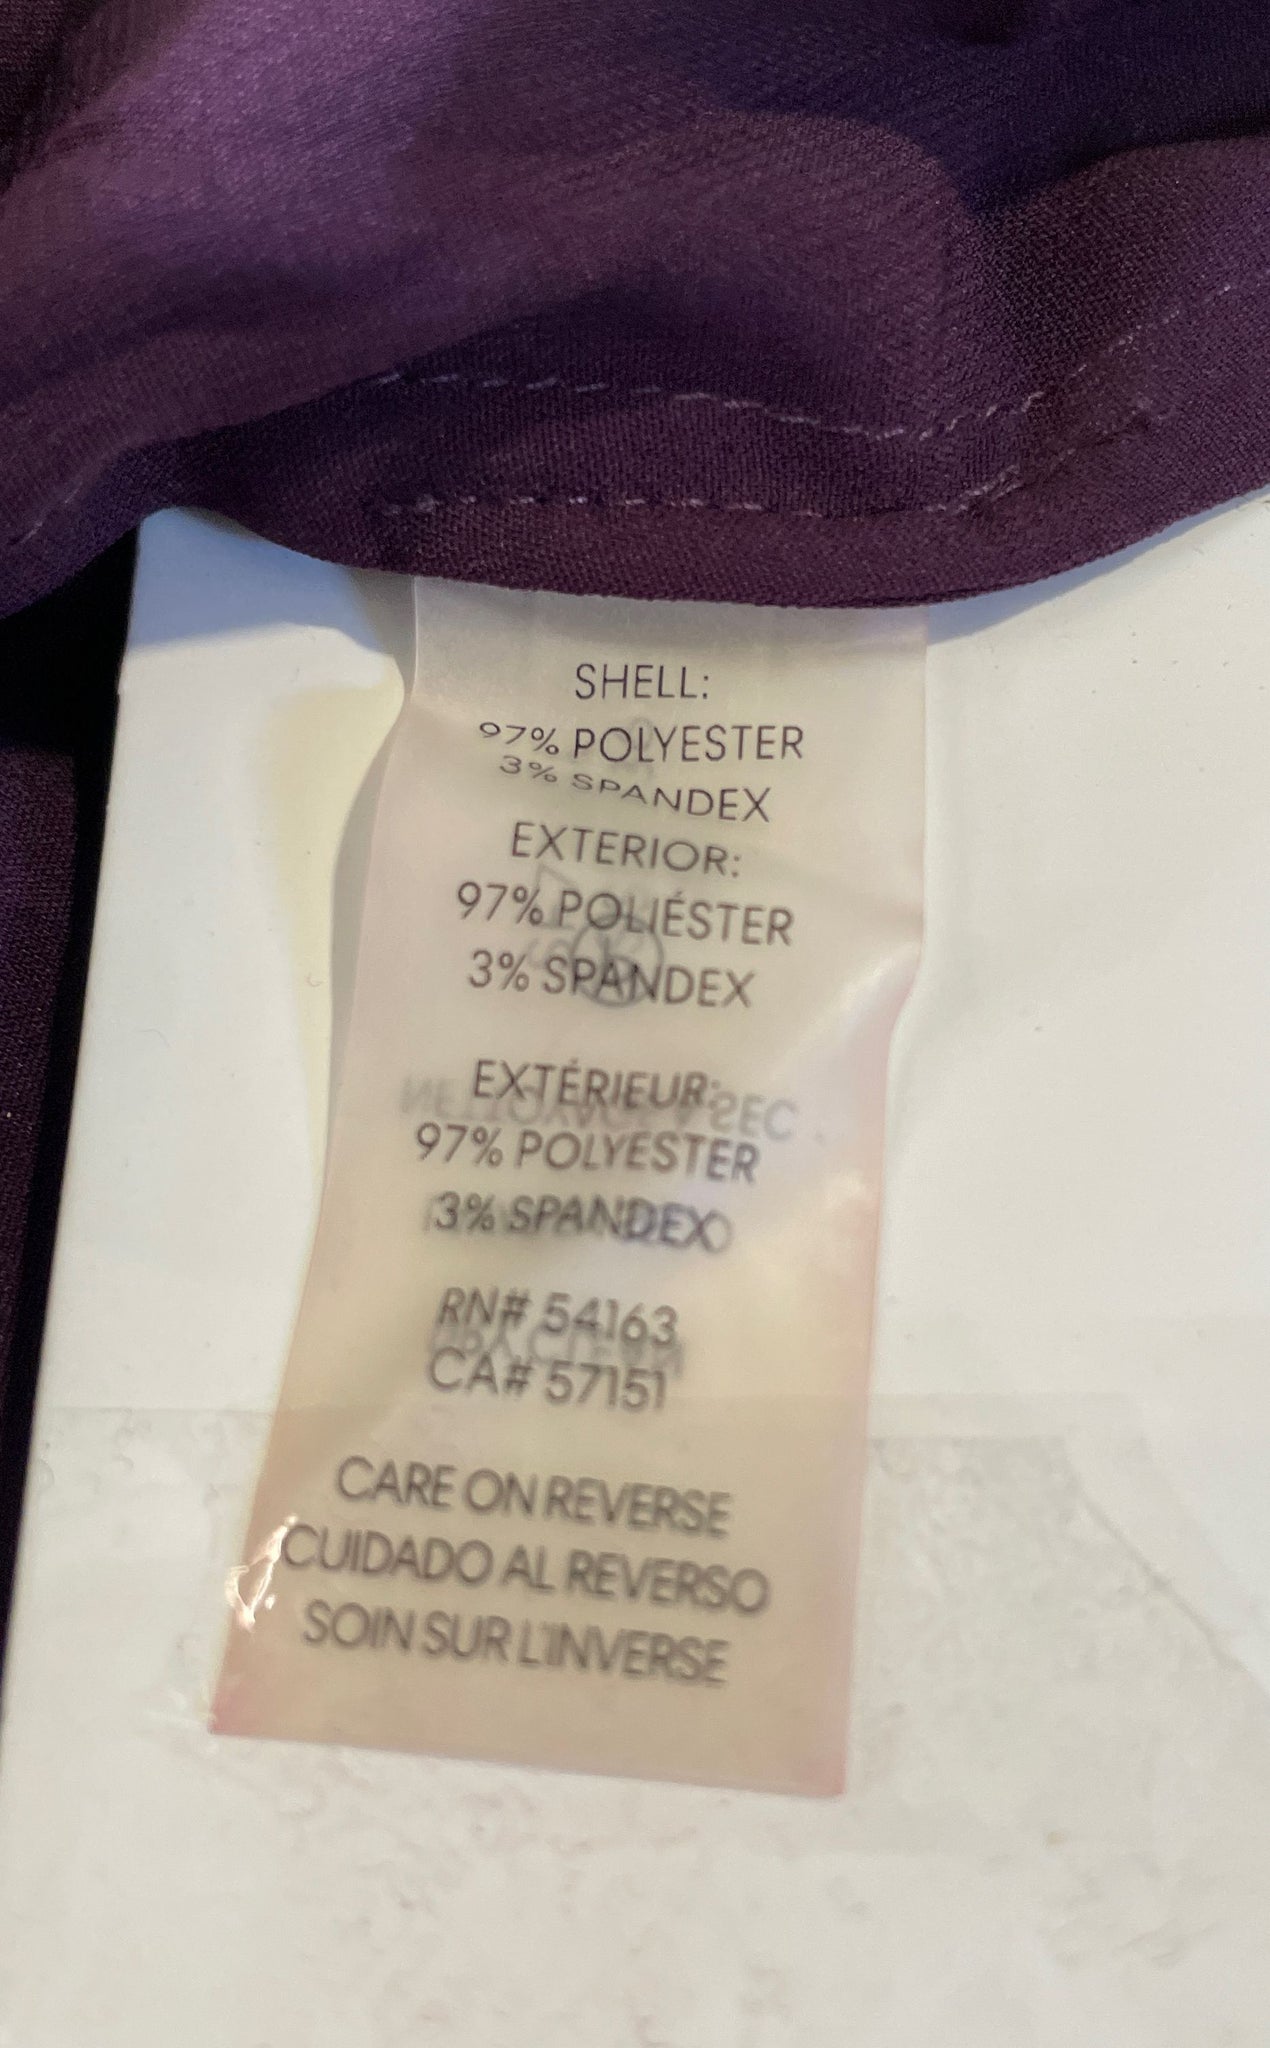 SHELL:
97% POLYESTER
3% SPANDEX
EXTERIOR:
97% POLIÉSTER
3% SPANDEX
EXTÉRIEUR:
97% POLYESTER
3% SPANDEX
RN# 54163
CA# 57151
CARE ON REVERSE
CUIDADO AL REVERSO
SOIN SUR L'INVERSE